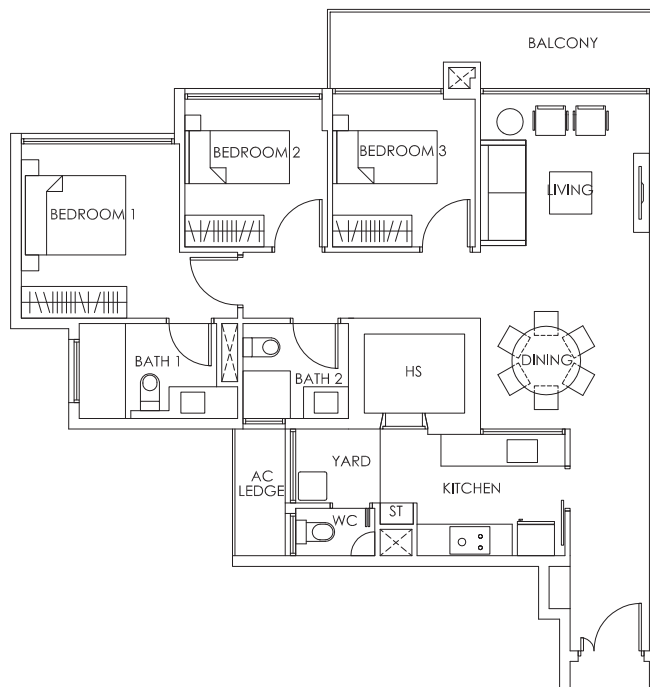 BALCONY
BEDROOM 2
BEDROOM 3
LIVING
BEDROOM 1
BATH 1
BATH 2
HS
DINING
YARD
AC
LEDGE
KITCHEN
ST
WC